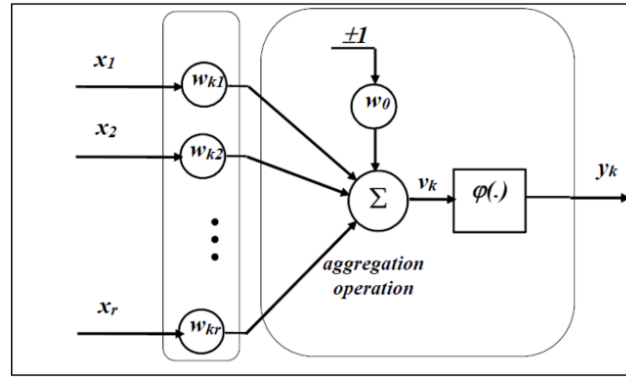 ±1
x1
wk1
w0
x2
wk2
vk
φ(.)
yk
Σ
aggregation
operation
xr
wkr